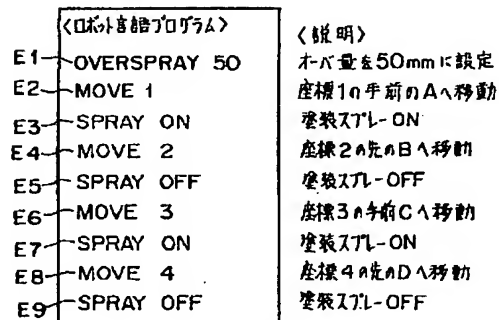 〈ロボット言語プログラム〉 〈説明〉
E1 OVERSPRAY 50 オーバ量を50mmに設定
E2 MOVE 1 座標1の手前のAへ移動
E3 SPRAY ON 塗装スプレーON
E4 MOVE 2 座標2の先のBへ移動
E5 SPRAY OFF 塗装スプレーOFF
E6 MOVE 3 座標3の手前Cへ移動
E7 SPRAY ON 塗装スプレーON
E8 MOVE 4 座標4の先のDへ移動
E9 SPRAY OFF 塗装スプレーOFF